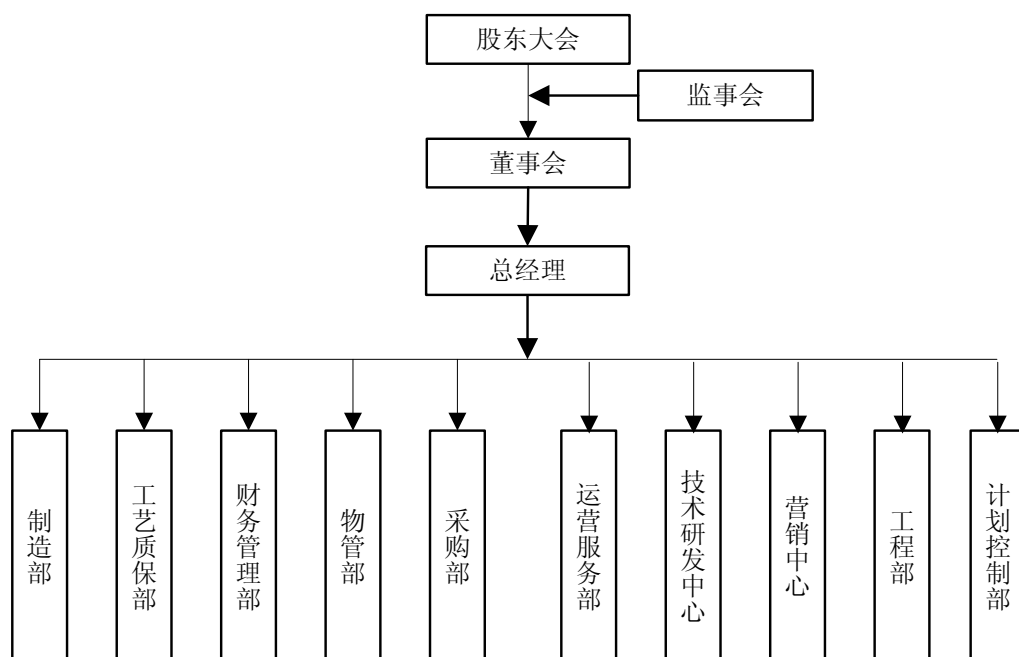 股东大会
监事会
董事会
总经理
制造部
工艺质保部
财务管理部
物管部
采购部
运营服务部
技术研发中心
营销中心
工程部
计划控制部